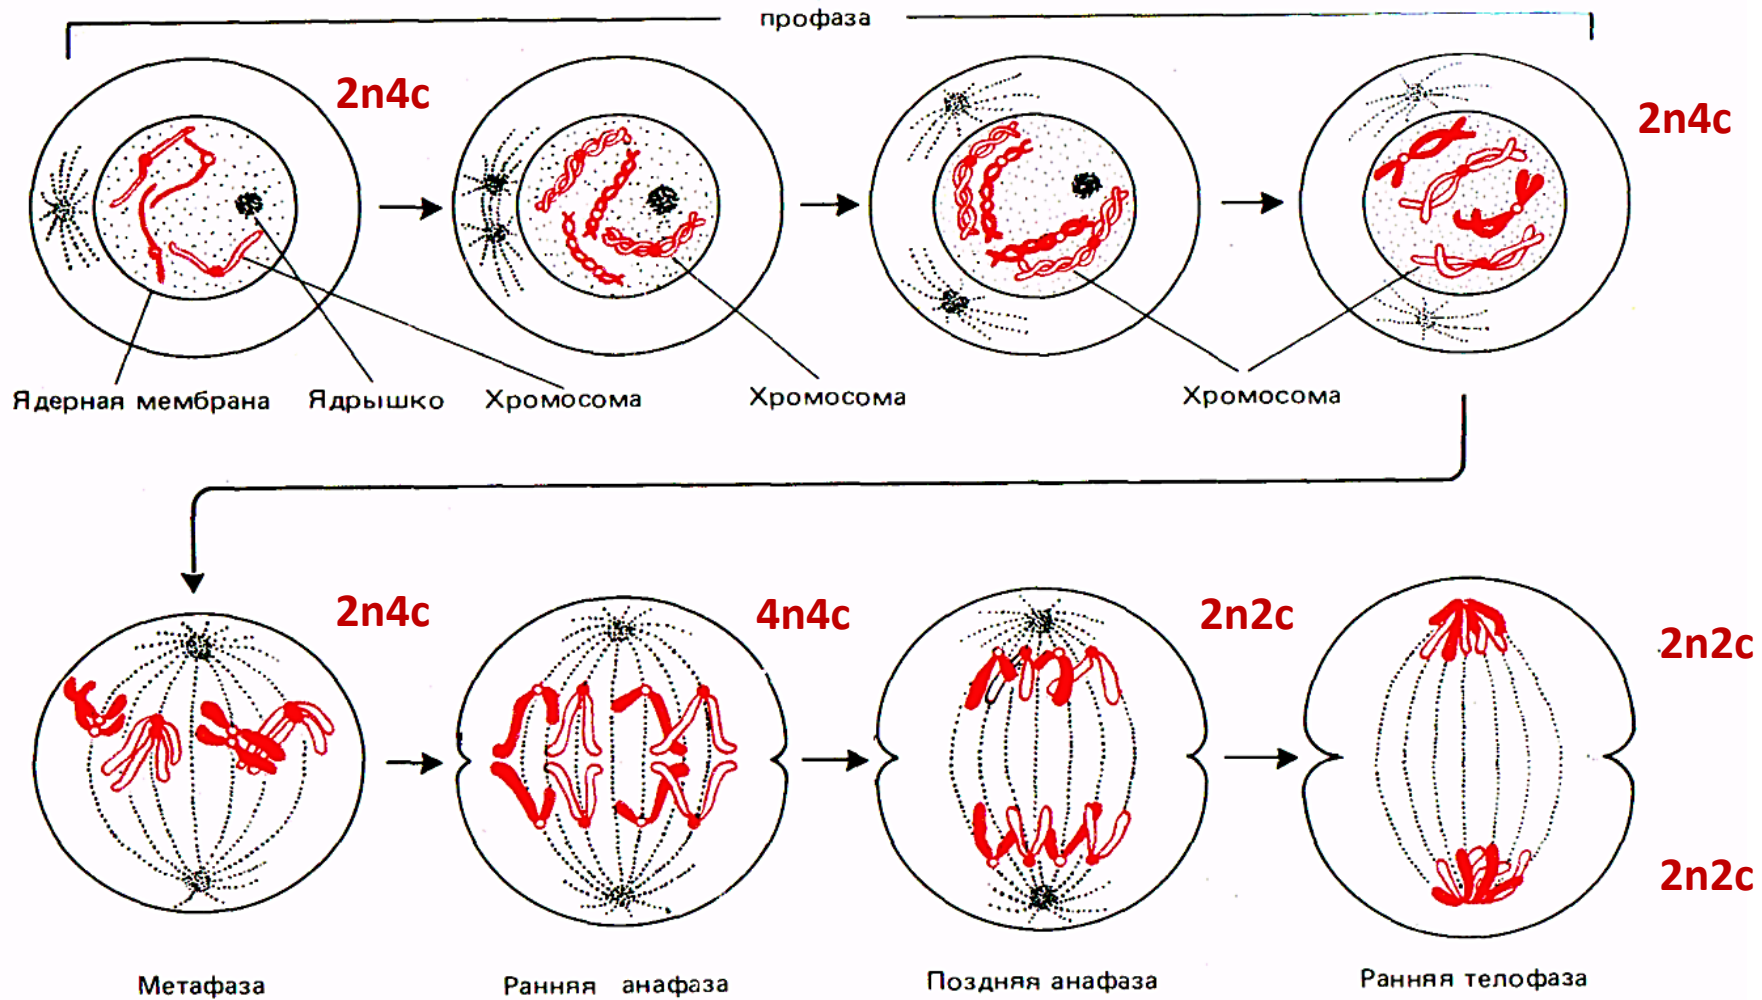 профаза
2n4c
2n4c
Ядерная мембрана
Ядрышко
Хромосома
Хромосома
Хромосома
2n4c
4n4c
2n2c
2n2c
2n2c
Метафаза
Ранняя анафаза
Поздняя анафаза
Ранняя телофаза